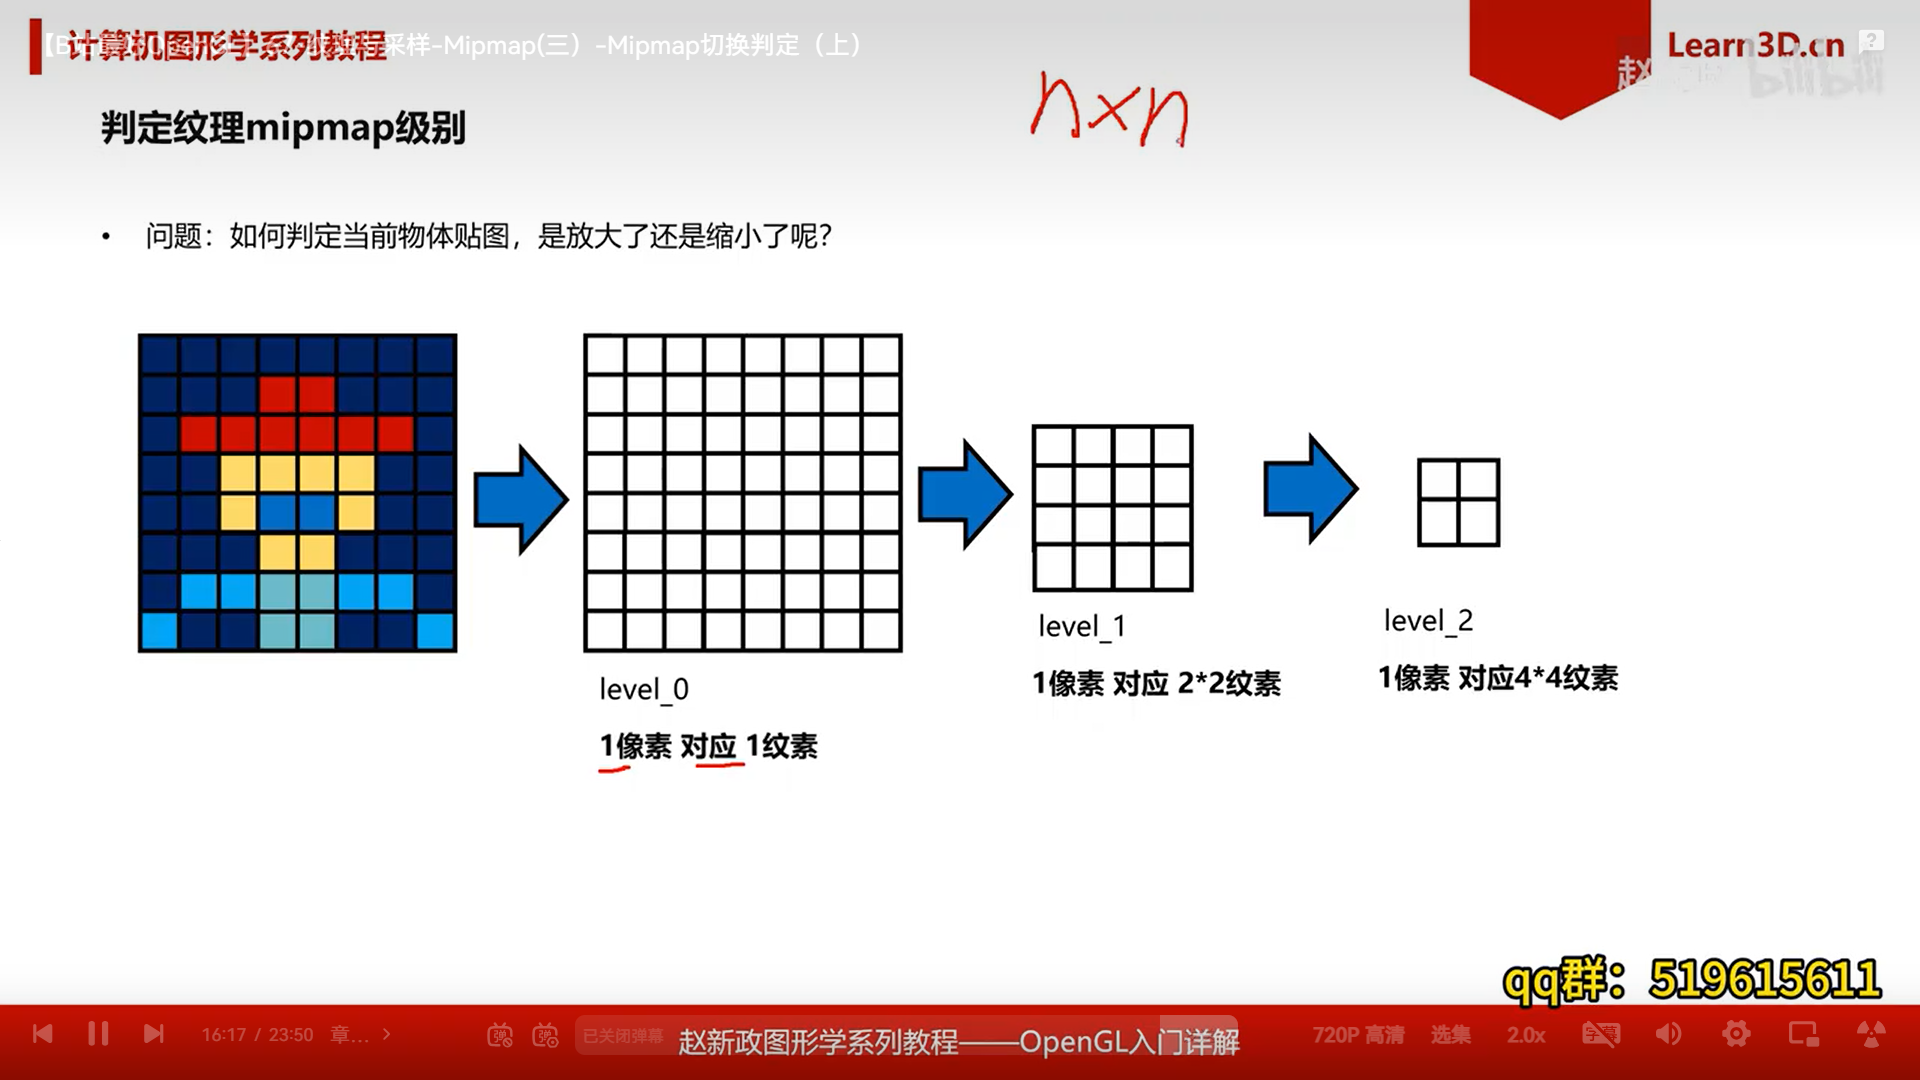 计算机图形学系列教程
采样-Mipmap(三）-Mipmap切换判定（上）
Learn3D.cn
bilibili
n×n
判定纹理mipmap级别
• 问题：如何判定当前物体贴图，是放大了还是缩小了呢？
level_0
1像素 对应 1纹素
level_1
1像素 对应 2*2纹素
level_2
1像素 对应4*4纹素
qq群：519615611
16:17 / 23:50 章...
已关闭弹幕
赵新政图形学系列教程——OpenGL入门详解
720P 高清 选集 2.0x 字幕